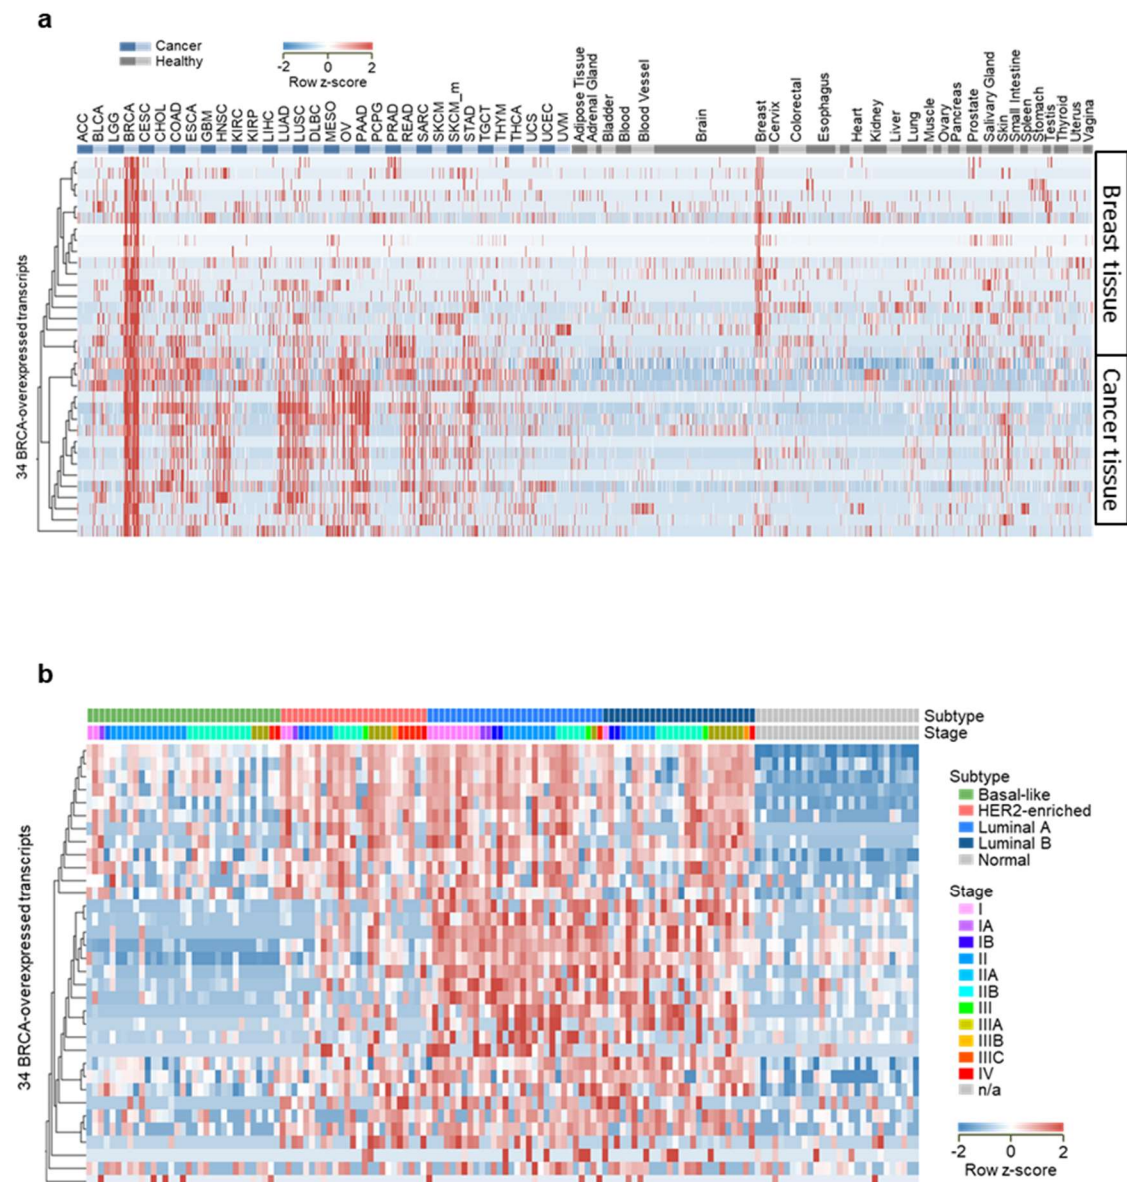 a
Cancer
Healthy
-2 0 2
Row z-score
ACC
BLCA
LGG
BRCA
CESC
CHOL
COAD
ESCA
GBM
HNSC
KIRC
KIRP
LIHC
LUAD
LUSC
DLBC
MESO
OV
PAAD
PCPG
PRAD
READ
SARC
SKCM
SKCM_m
STAD
TGCT
THYM
THCA
UCS
UCEC
UVM
Adipose Tissue
Adrenal Gland
Bladder
Blood
Blood Vessel
Brain
Breast
Cervix
Colorectal
Esophagus
Heart
Kidney
Liver
Lung
Muscle
Ovary
Pancreas
Prostate
Salivary Gland
Skin
Small Intestine
Spleen
Stomach
Testis
Thyroid
Uterus
Vagina
34 BRCA-overexpressed transcripts
Breast tissue
Cancer tissue
b
Subtype
Stage
34 BRCA-overexpressed transcripts
Subtype
Basal-like
HER2-enriched
Luminal A
Luminal B
Normal
Stage
I
IA
IB
II
IIA
IIB
III
IIIA
IIIB
IIIC
IV
n/a
-2 0 2
Row z-score